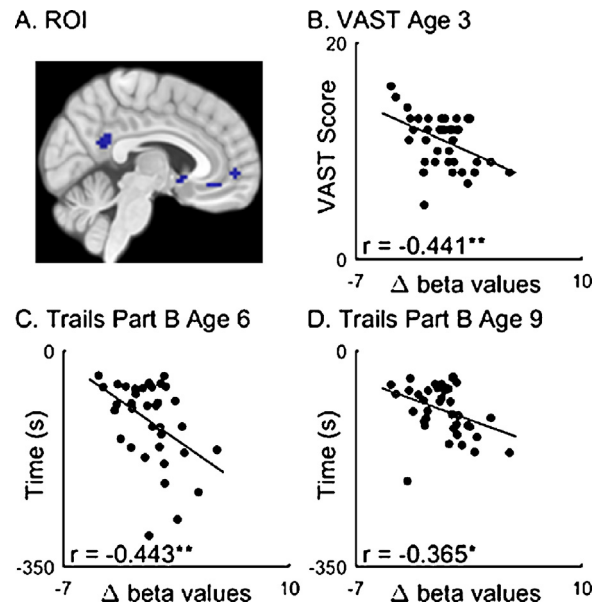 A. ROI
B. VAST Age 3
20
VAST Score
r = -0.441**
0
-7
Δ beta values
10
C. Trails Part B Age 6
0
Time (s)
r = -0.443**
-350
-7
Δ beta values
10
D. Trails Part B Age 9
0
Time (s)
r = -0.365*
-350
-7
Δ beta values
10